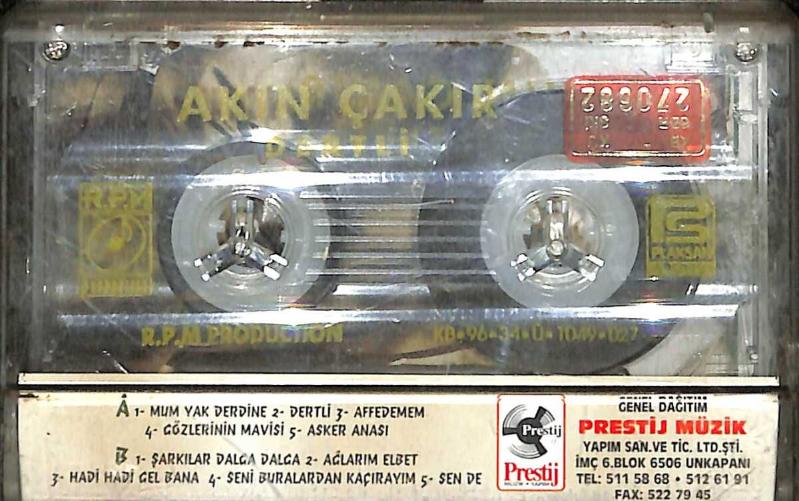 AKIN ÇAKIR
DERTLİ
270682
R.P.M
R.P.M PRODUCTION
KB•96•34•Ü•1049•027
A 1- MUM YAK DERDİNE 2- DERTLİ 3- AFFEDEMEM
4- GÖZLERİNİN MAVİSİ 5- ASKER ANASI
B 1- ŞARKILAR DALGA DALGA 2- AĞLARIM ELBET
3- HADİ HADİ GEL BANA 4- SENİ BURALARDAN KAÇIRAYIM 5- SEN DE
Prestij
Prestij
MÜZİK • YAPIM
GENEL DAĞITIM
PRESTİJ MÜZİK
YAPIM SAN.VE TİC. LTD.ŞTİ.
İMÇ 6.BLOK 6506 UNKAPANI
TEL: 511 58 68 • 512 61 91
FAX: 522 79 45